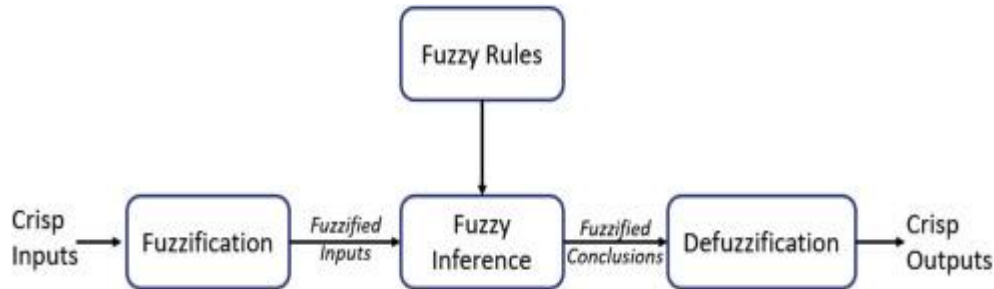 Fuzzy Rules
Crisp
Inputs
Fuzzification
Fuzzified
Inputs
Fuzzy
Inference
Fuzzified
Conclusions
Defuzzification
Crisp
Outputs